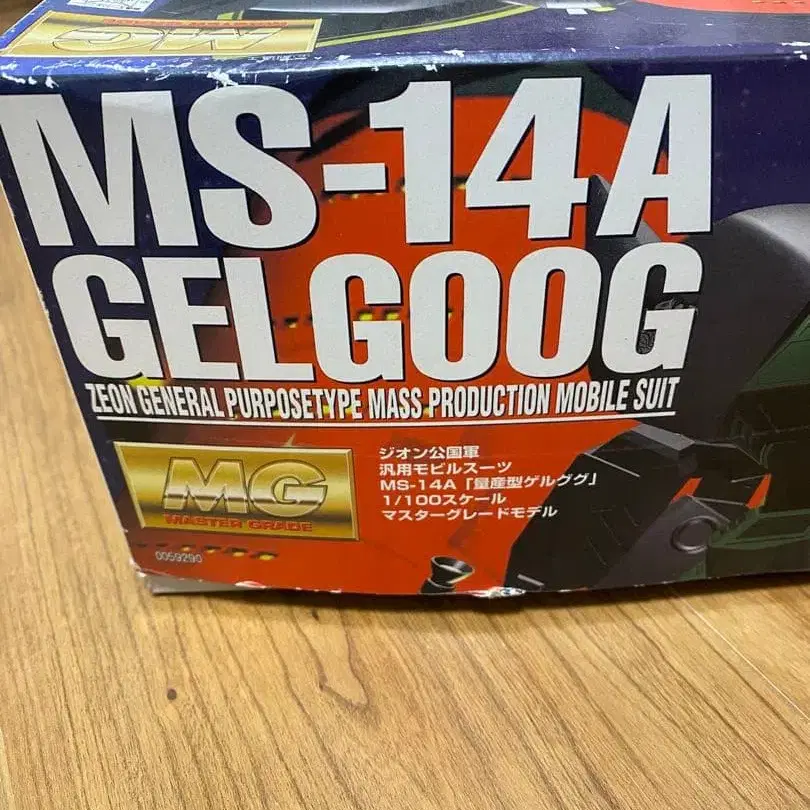 MG
MS-14A
GELGOOG
ZEON GENERAL PURPOSETYPE MASS PRODUCTION MOBILE SUIT
MG
MASTER GRADE
ジオン公国軍
汎用モビルスーツ
MS-14A「量産型ゲルググ」
1/100スケール
マスターグレードモデル
0059290